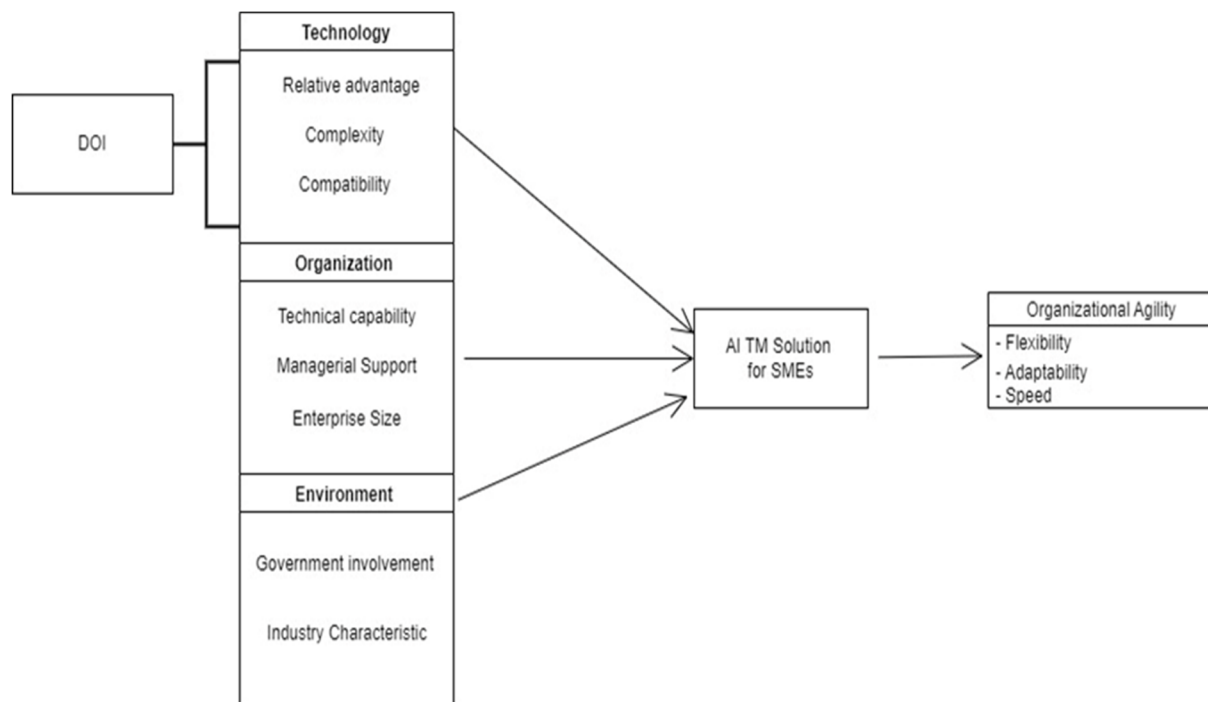 DOI
Technology
Relative advantage
Complexity
Compatibility
Organization
Technical capability
Managerial Support
Enterprise Size
Environment
Government involvement
Industry Characteristic
AI TM Solution
for SMEs
Organizational Agility
- Flexibility
- Adaptability
- Speed